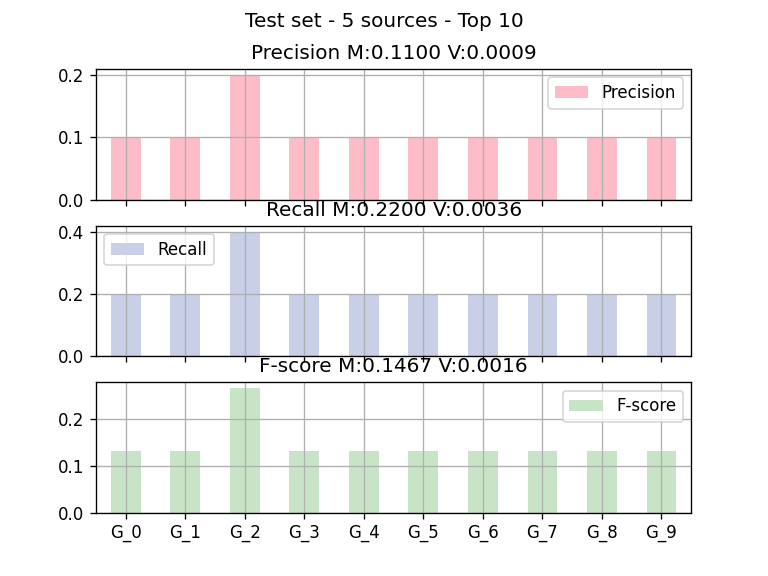 Test set - 5 sources - Top 10
Precision M:0.1100 V:0.0009
0.2
0.1
0.0
Precision
Recall M:0.2200 V:0.0036
0.4
0.2
0.0
Recall
F-score M:0.1467 V:0.0016
0.2
0.1
0.0
F-score
G_0 G_1 G_2 G_3 G_4 G_5 G_6 G_7 G_8 G_9